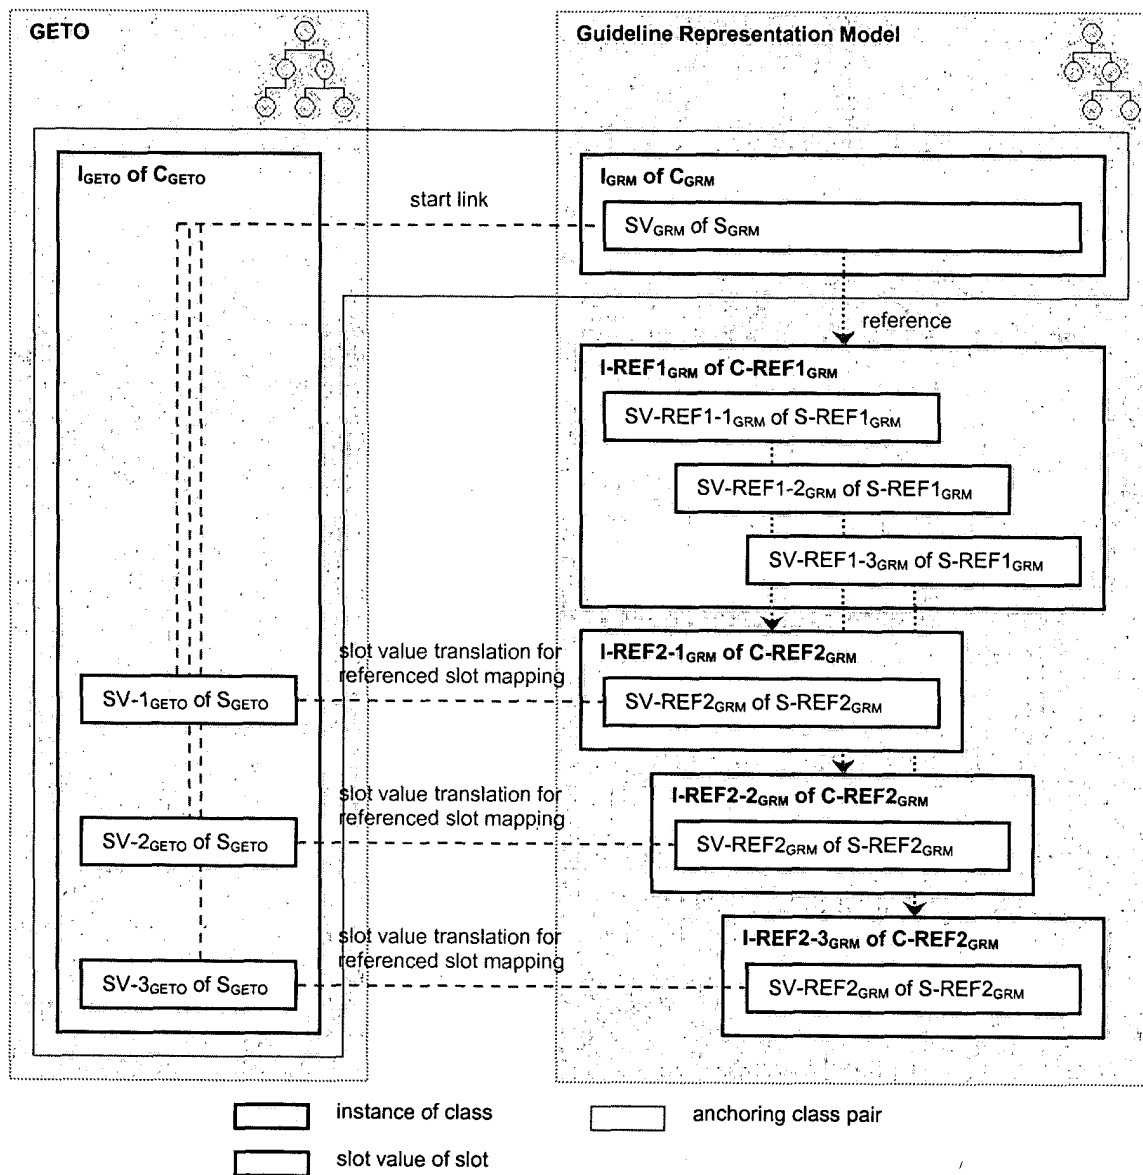 GETO
Guideline Representation Model
I_GETO of C_GETO
I_GRM of C_GRM
start link
SV_GRM of S_GRM
reference
I-REF1_GRM of C-REF1_GRM
SV-REF1-1_GRM of S-REF1_GRM
SV-REF1-2_GRM of S-REF1_GRM
SV-REF1-3_GRM of S-REF1_GRM
slot value translation for
referenced slot mapping
I-REF2-1_GRM of C-REF2_GRM
SV-1_GETO of S_GETO
SV-REF2_GRM of S-REF2_GRM
slot value translation for
referenced slot mapping
I-REF2-2_GRM of C-REF2_GRM
SV-2_GETO of S_GETO
SV-REF2_GRM of S-REF2_GRM
slot value translation for
referenced slot mapping
I-REF2-3_GRM of C-REF2_GRM
SV-3_GETO of S_GETO
SV-REF2_GRM of S-REF2_GRM
instance of class
anchoring class pair
slot value of slot